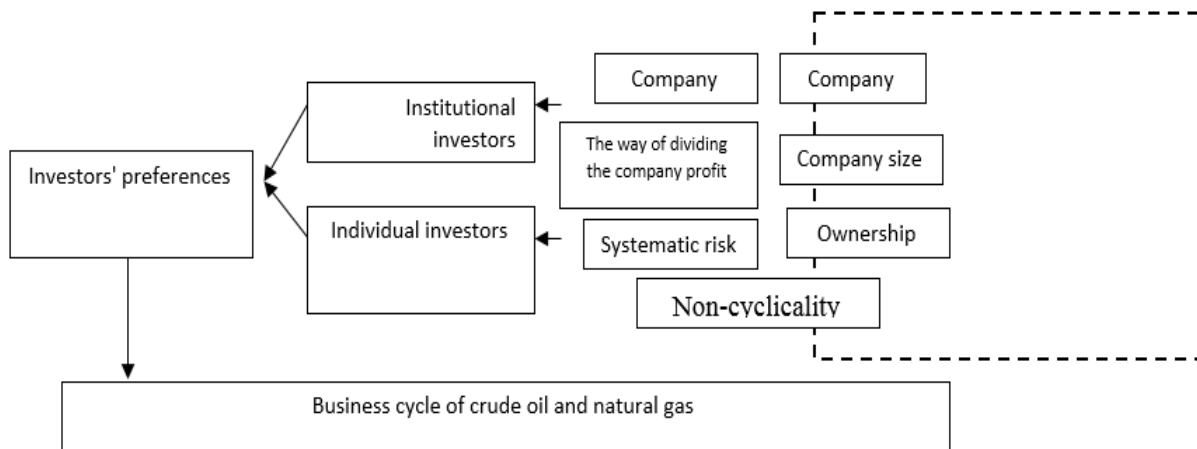 Company
Company
Institutional
investors
The way of dividing
the company profit
Company size
Investors' preferences
Individual investors
Systematic risk
Ownership
Non-cyclicality
Business cycle of crude oil and natural gas